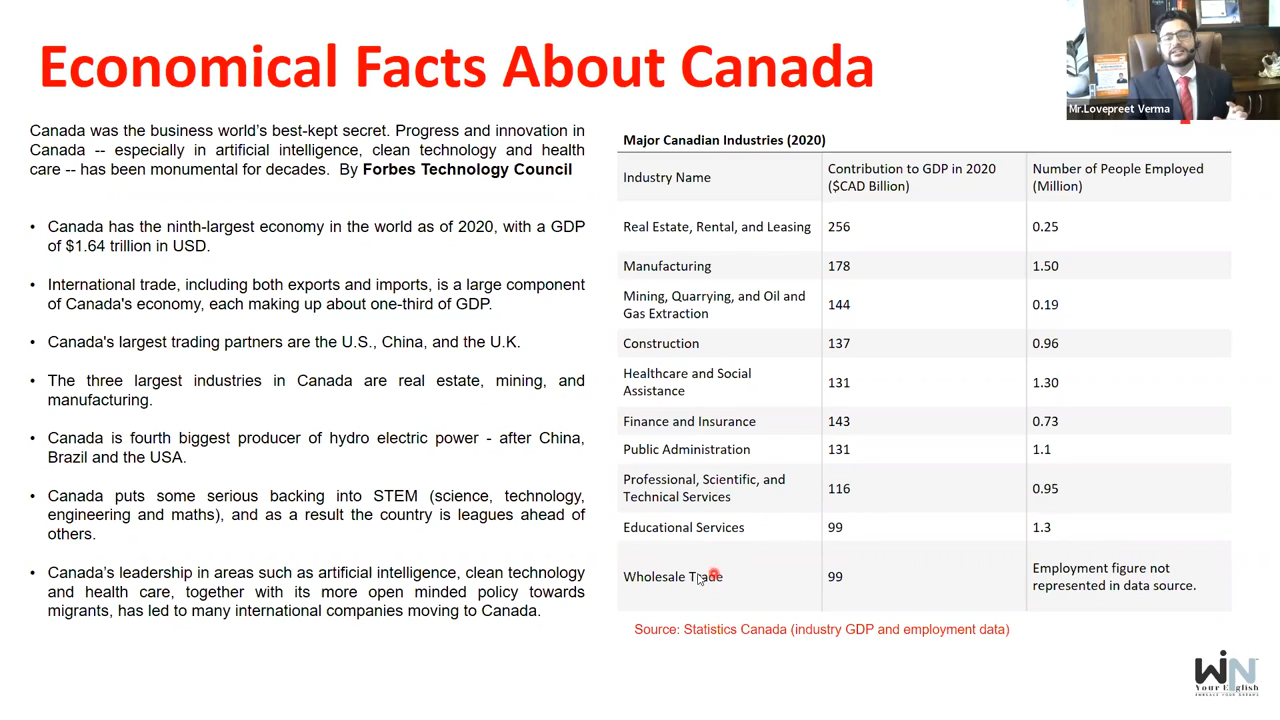 Economical Facts About Canada
Mr.Lovepreet Verma
Canada was the business world's best-kept secret. Progress and innovation in
Canada -- especially in artificial intelligence, clean technology and health
care -- has been monumental for decades. By Forbes Technology Council
• Canada has the ninth-largest economy in the world as of 2020, with a GDP
of $1.64 trillion in USD.
• International trade, including both exports and imports, is a large component
of Canada's economy, each making up about one-third of GDP.
• Canada's largest trading partners are the U.S., China, and the U.K.
• The three largest industries in Canada are real estate, mining, and
manufacturing.
• Canada is fourth biggest producer of hydro electric power - after China,
Brazil and the USA.
• Canada puts some serious backing into STEM (science, technology,
engineering and maths), and as a result the country is leagues ahead of
others.
• Canada's leadership in areas such as artificial intelligence, clean technology
and health care, together with its more open minded policy towards
migrants, has led to many international companies moving to Canada.
Major Canadian Industries (2020)
Industry Name
Contribution to GDP in 2020
($CAD Billion)
Number of People Employed
(Million)
Real Estate, Rental, and Leasing 256 0.25
Manufacturing 178 1.50
Mining, Quarrying, and Oil and
Gas Extraction
144 0.19
Construction 137 0.96
Healthcare and Social
Assistance
131 1.30
Finance and Insurance 143 0.73
Public Administration 131 1.1
Professional, Scientific, and
Technical Services
116 0.95
Educational Services 99 1.3
Wholesale Trade 99
Employment figure not
represented in data source.
Source: Statistics Canada (industry GDP and employment data)
WiN
Your English
EMBRACE YOUR DREAMS